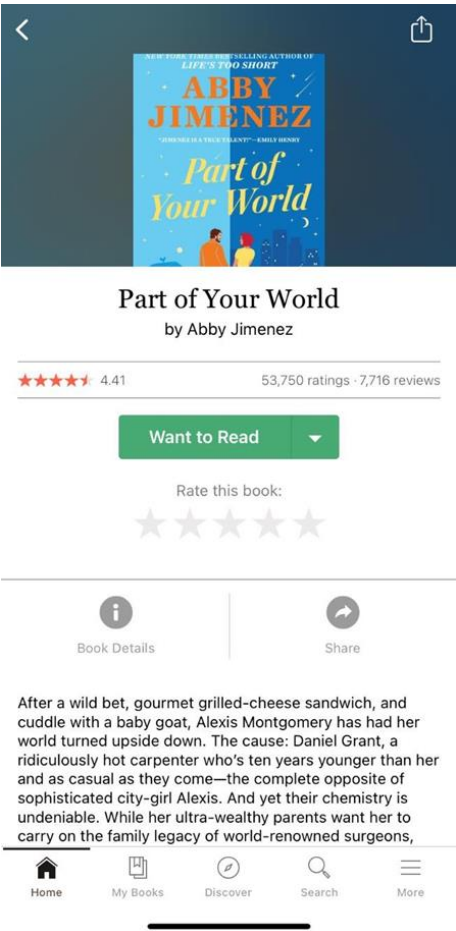 NEW YORK TIMES BESTSELLING AUTHOR OF
LIFE'S TOO SHORT
ABBY
JIMENEZ
"JIMENEZ IS A TRUE TALENT!"—EMILY HENRY
Part of
Your World
Part of Your World
by Abby Jimenez
4.41
53,750 ratings · 7,716 reviews
Want to Read
Rate this book:
Book Details
Share
After a wild bet, gourmet grilled-cheese sandwich, and
cuddle with a baby goat, Alexis Montgomery has had her
world turned upside down. The cause: Daniel Grant, a
ridiculously hot carpenter who's ten years younger than her
and as casual as they come—the complete opposite of
sophisticated city-girl Alexis. And yet their chemistry is
undeniable. While her ultra-wealthy parents want her to
carry on the family legacy of world-renowned surgeons,
Home
My Books
Discover
Search
More